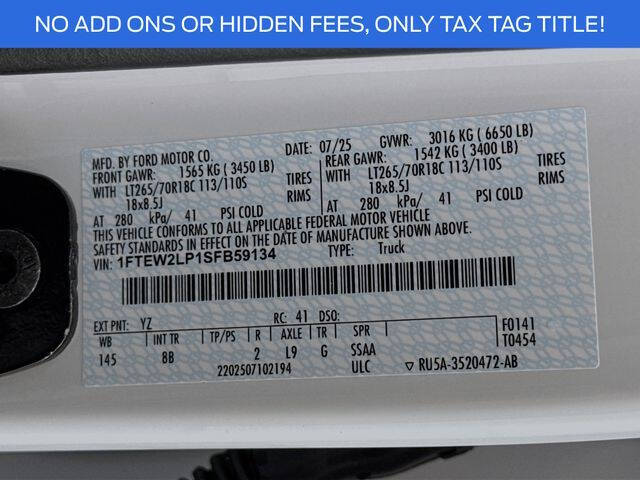 NO ADD ONS OR HIDDEN FEES, ONLY TAX TAG TITLE!
MFD. BY FORD MOTOR CO. DATE: 07/25 GVWR: 3016 KG ( 6650 LB)
FRONT GAWR: 1565 KG ( 3450 LB) REAR GAWR: 1542 KG ( 3400 LB)
WITH LT265/70R18C 113/110S TIRES WITH LT265/70R18C 113/110S TIRES
18x8.5J RIMS 18x8.5J RIMS
AT 280 kPa/ 41 PSI COLD AT 280 kPa/ 41 PSI COLD
THIS VEHICLE CONFORMS TO ALL APPLICABLE FEDERAL MOTOR VEHICLE
SAFETY STANDARDS IN EFFECT ON THE DATE OF MANUFACTURE SHOWN ABOVE.
VIN: 1FTEW2LP1SFB59134 TYPE: Truck
EXT PNT: YZ RC: 41 DSO:
WB INT TR TP/PS R AXLE TR SPR F0141
145 8B 2 L9 G SSAA T0454
2202507102194 ULC ▽ RU5A-3520472-AB